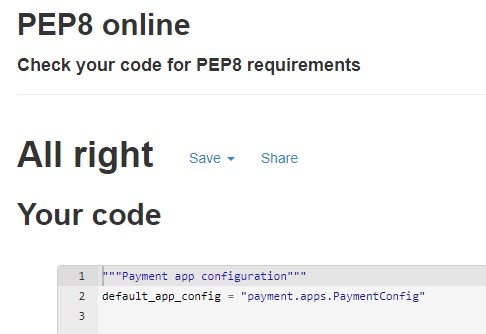 PEP8 online
Check your code for PEP8 requirements
All right Save Share
Your code
1 """Payment app configuration"""
2 default_app_config = "payment.apps.PaymentConfig"
3